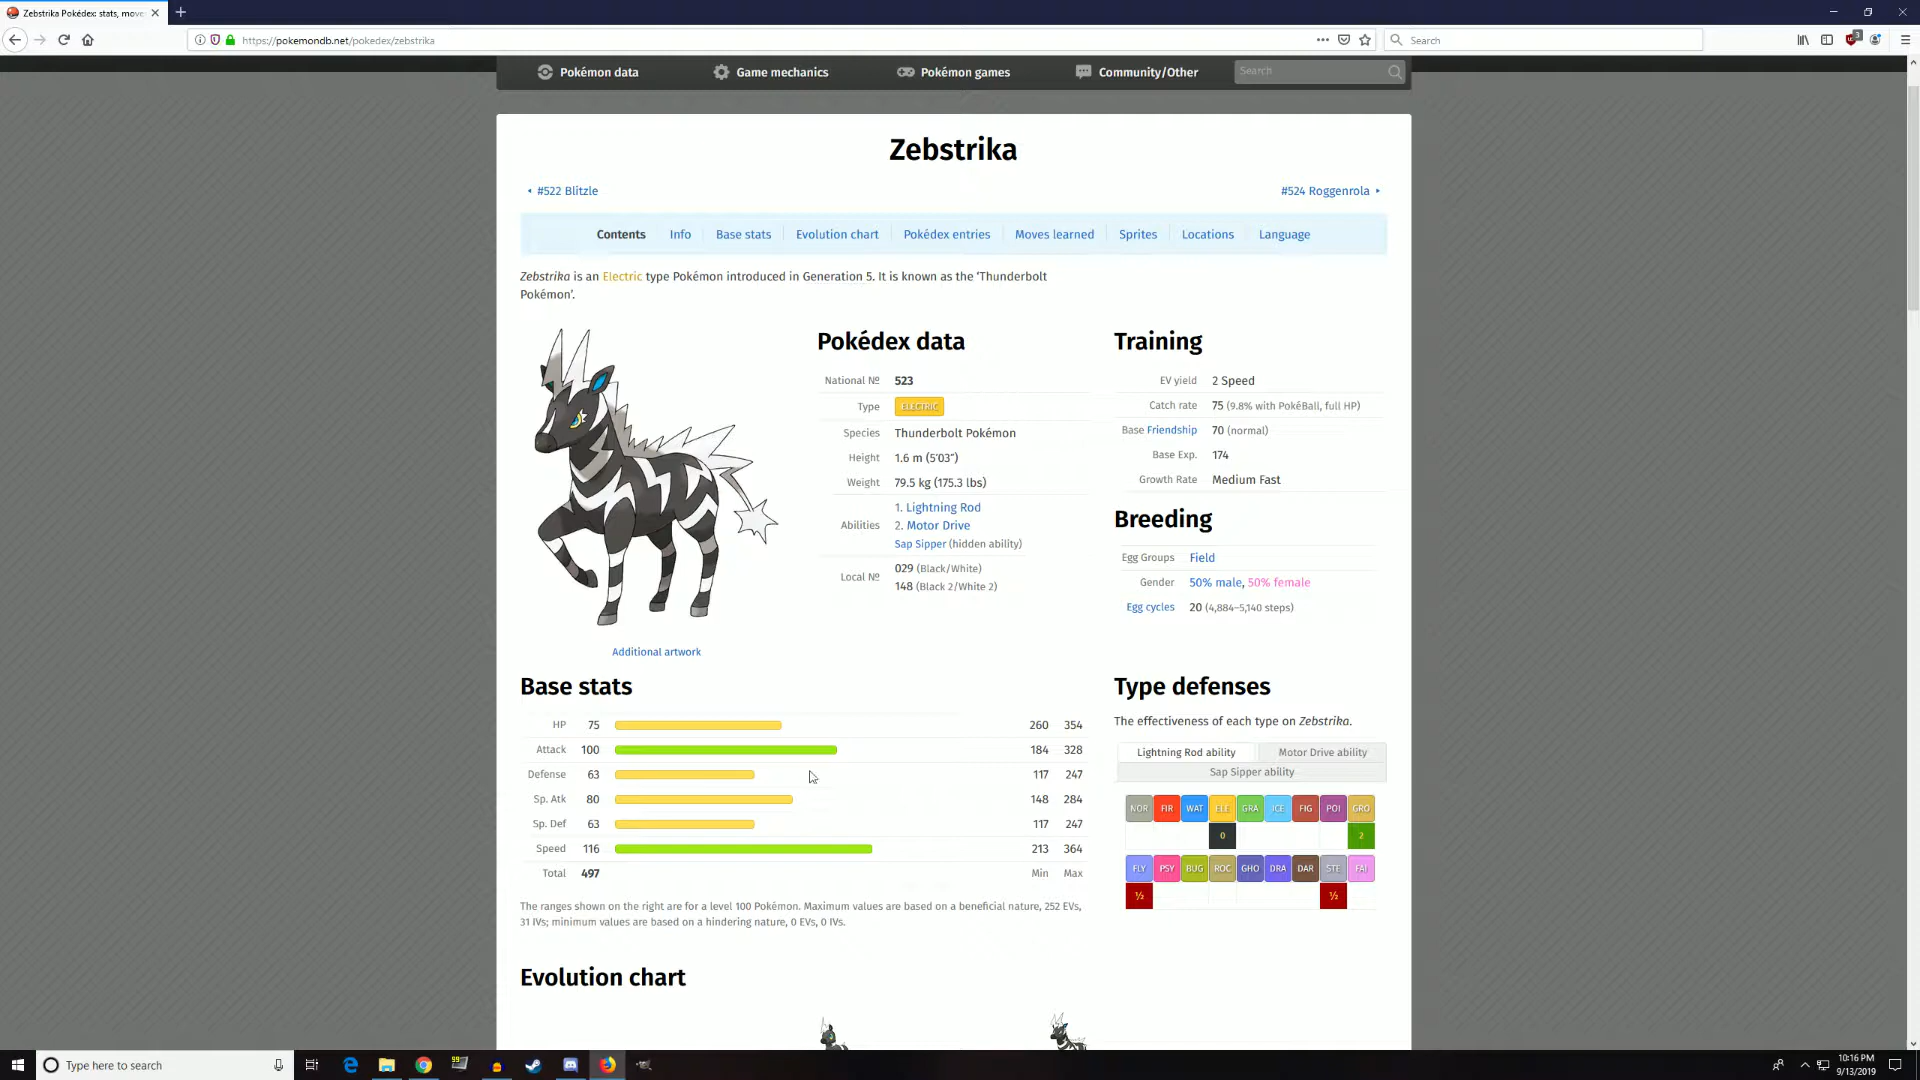 Zebstrika Pokédex: stats, move
https://pokemondb.net/pokedex/zebstrika
Search
3
Pokémon data
Game mechanics
Pokémon games
Community/Other
Search
Zebstrika
#522 Blitzle
#524 Roggenrola
Contents
Info
Base stats
Evolution chart
Pokédex entries
Moves learned
Sprites
Locations
Language
Zebstrika is an Electric type Pokémon introduced in Generation 5. It is known as the 'Thunderbolt
Pokémon'.
Pokédex data
National № 523
Type ELECTRIC
Species Thunderbolt Pokémon
Height 1.6 m (5'03")
Weight 79.5 kg (175.3 lbs)
Abilities 1. Lightning Rod
2. Motor Drive
Sap Sipper (hidden ability)
Local № 029 (Black/White)
148 (Black 2/White 2)
Training
EV yield 2 Speed
Catch rate 75 (9.8% with PokéBall, full HP)
Base Friendship 70 (normal)
Base Exp. 174
Growth Rate Medium Fast
Breeding
Egg Groups Field
Gender 50% male, 50% female
Egg cycles 20 (4,884–5,140 steps)
Additional artwork
Base stats
HP 75 260 354
Attack 100 184 328
Defense 63 117 247
Sp. Atk 80 148 284
Sp. Def 63 117 247
Speed 116 213 364
Total 497 Min Max
The ranges shown on the right are for a level 100 Pokémon. Maximum values are based on a beneficial nature, 252 EVs,
31 IVs; minimum values are based on a hindering nature, 0 EVs, 0 IVs.
Type defenses
The effectiveness of each type on Zebstrika.
Lightning Rod ability
Motor Drive ability
Sap Sipper ability
NOR FIR WAT ELE GRA ICE FIG POI GRO
0 2
FLY PSY BUG ROC GHO DRA DAR STE FAI
½ ½
Evolution chart
Type here to search
99
10:16 PM
9/13/2019